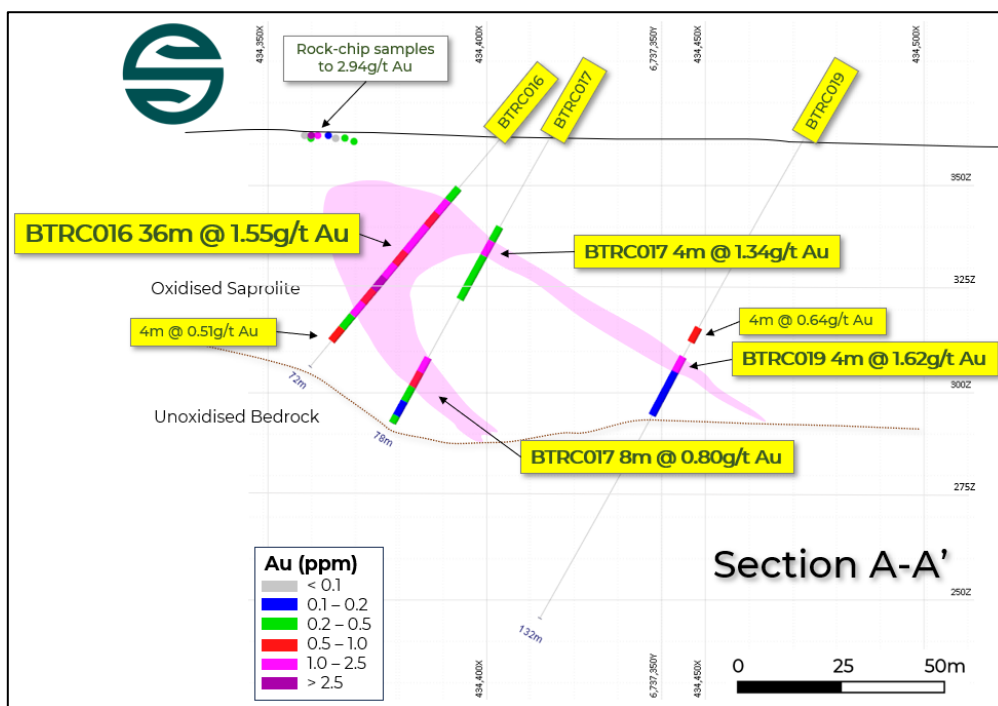 434,350X
434,400X
6,737,350Y
434,450X
434,500X
Rock-chip samples
to 2.94g/t Au
BTRC016
BTRC017
BTRC019
350Z
BTRC016 36m @ 1.55g/t Au
BTRC017 4m @ 1.34g/t Au
Oxidised Saprolite
325Z
4m @ 0.51g/t Au
4m @ 0.64g/t Au
BTRC019 4m @ 1.62g/t Au
72m
300Z
Unoxidised Bedrock
78m
BTRC017 8m @ 0.80g/t Au
275Z
Au (ppm)
< 0.1
0.1 – 0.2
0.2 – 0.5
0.5 – 1.0
1.0 – 2.5
> 2.5
Section A-A’
250Z
132m
434,400X
6,737,350Y
434,450X
0 25 50m